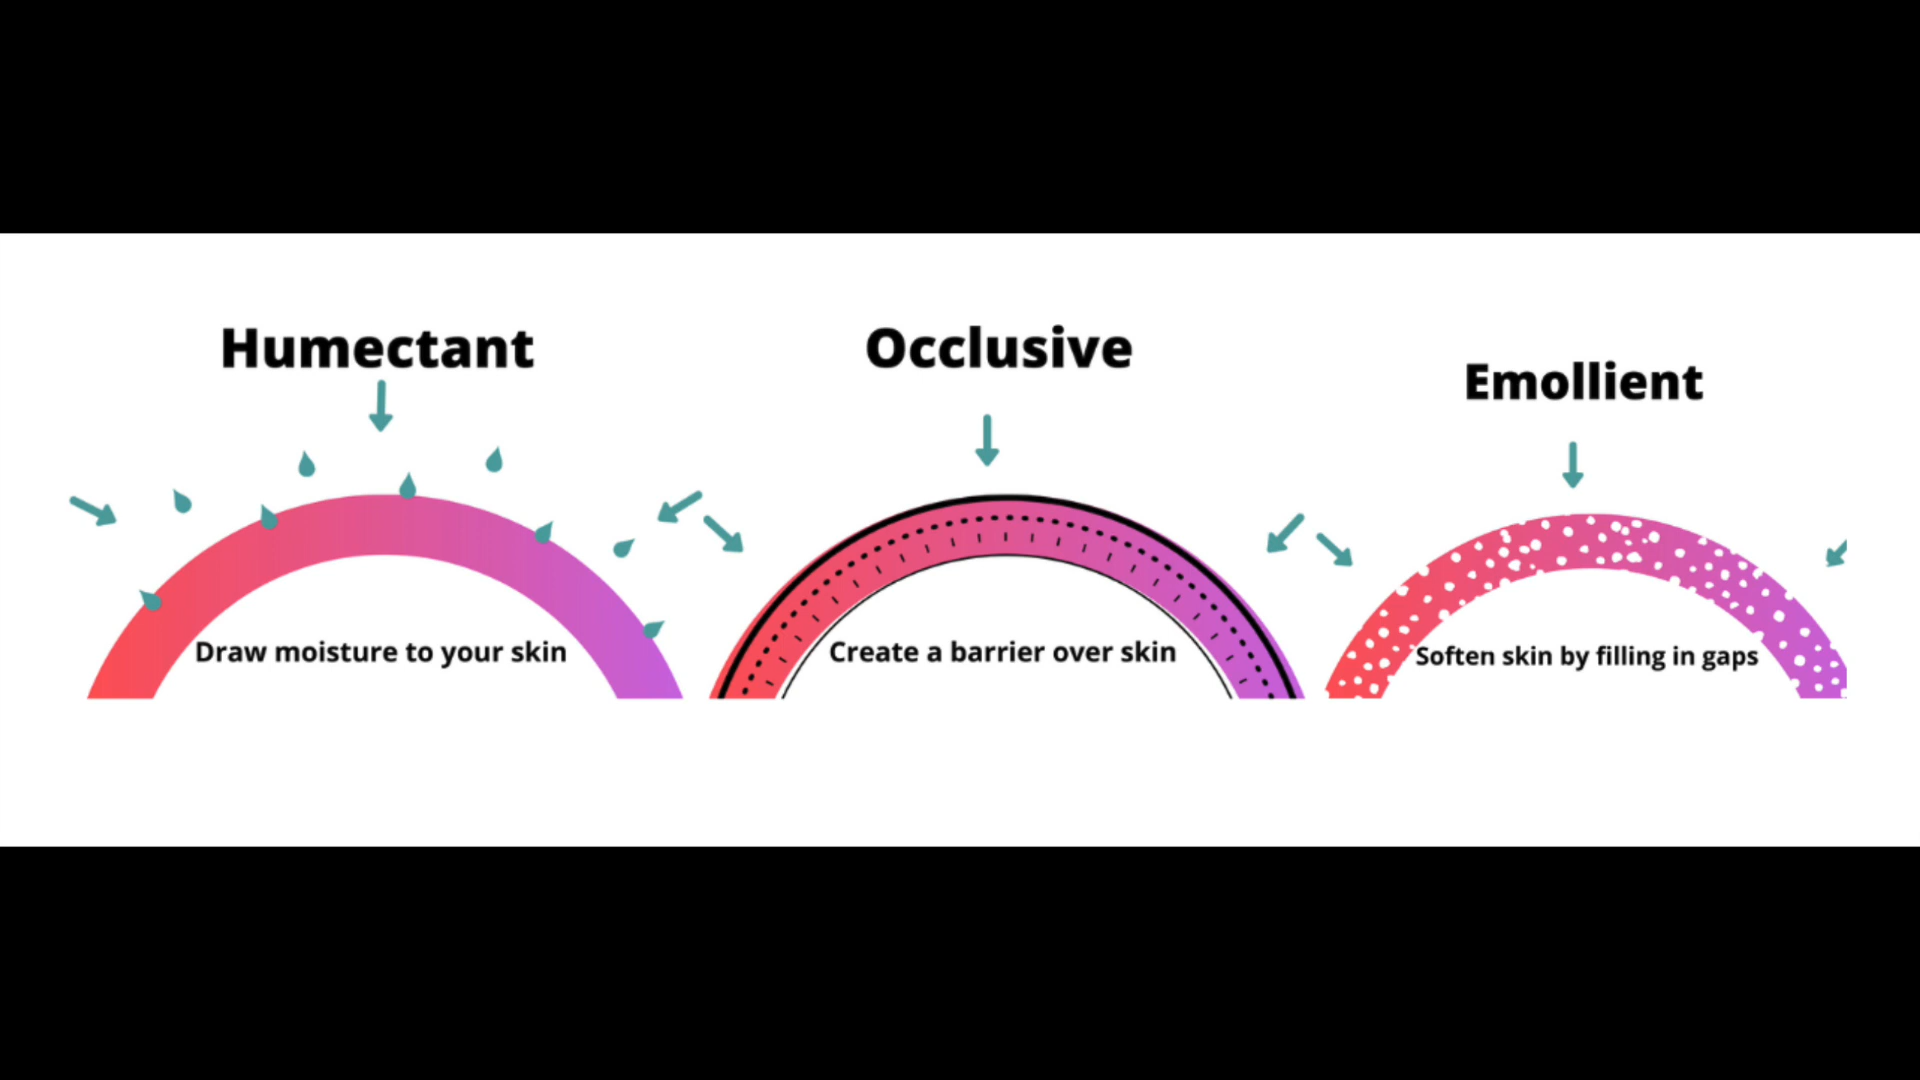 Humectant
Draw moisture to your skin
Occlusive
Create a barrier over skin
Emollient
Soften skin by filling in gaps